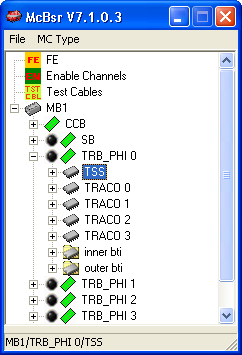 McBsr V7.1.0.3
File MC Type
FE FE
Enable Channels
TST CBL Test Cables
MB1
CCB
SB
TRB_PHI 0
TSS
TRACO 0
TRACO 1
TRACO 2
TRACO 3
inner bti
outer bti
TRB_PHI 1
TRB_PHI 2
TRB_PHI 3
MB1/TRB_PHI 0/TSS